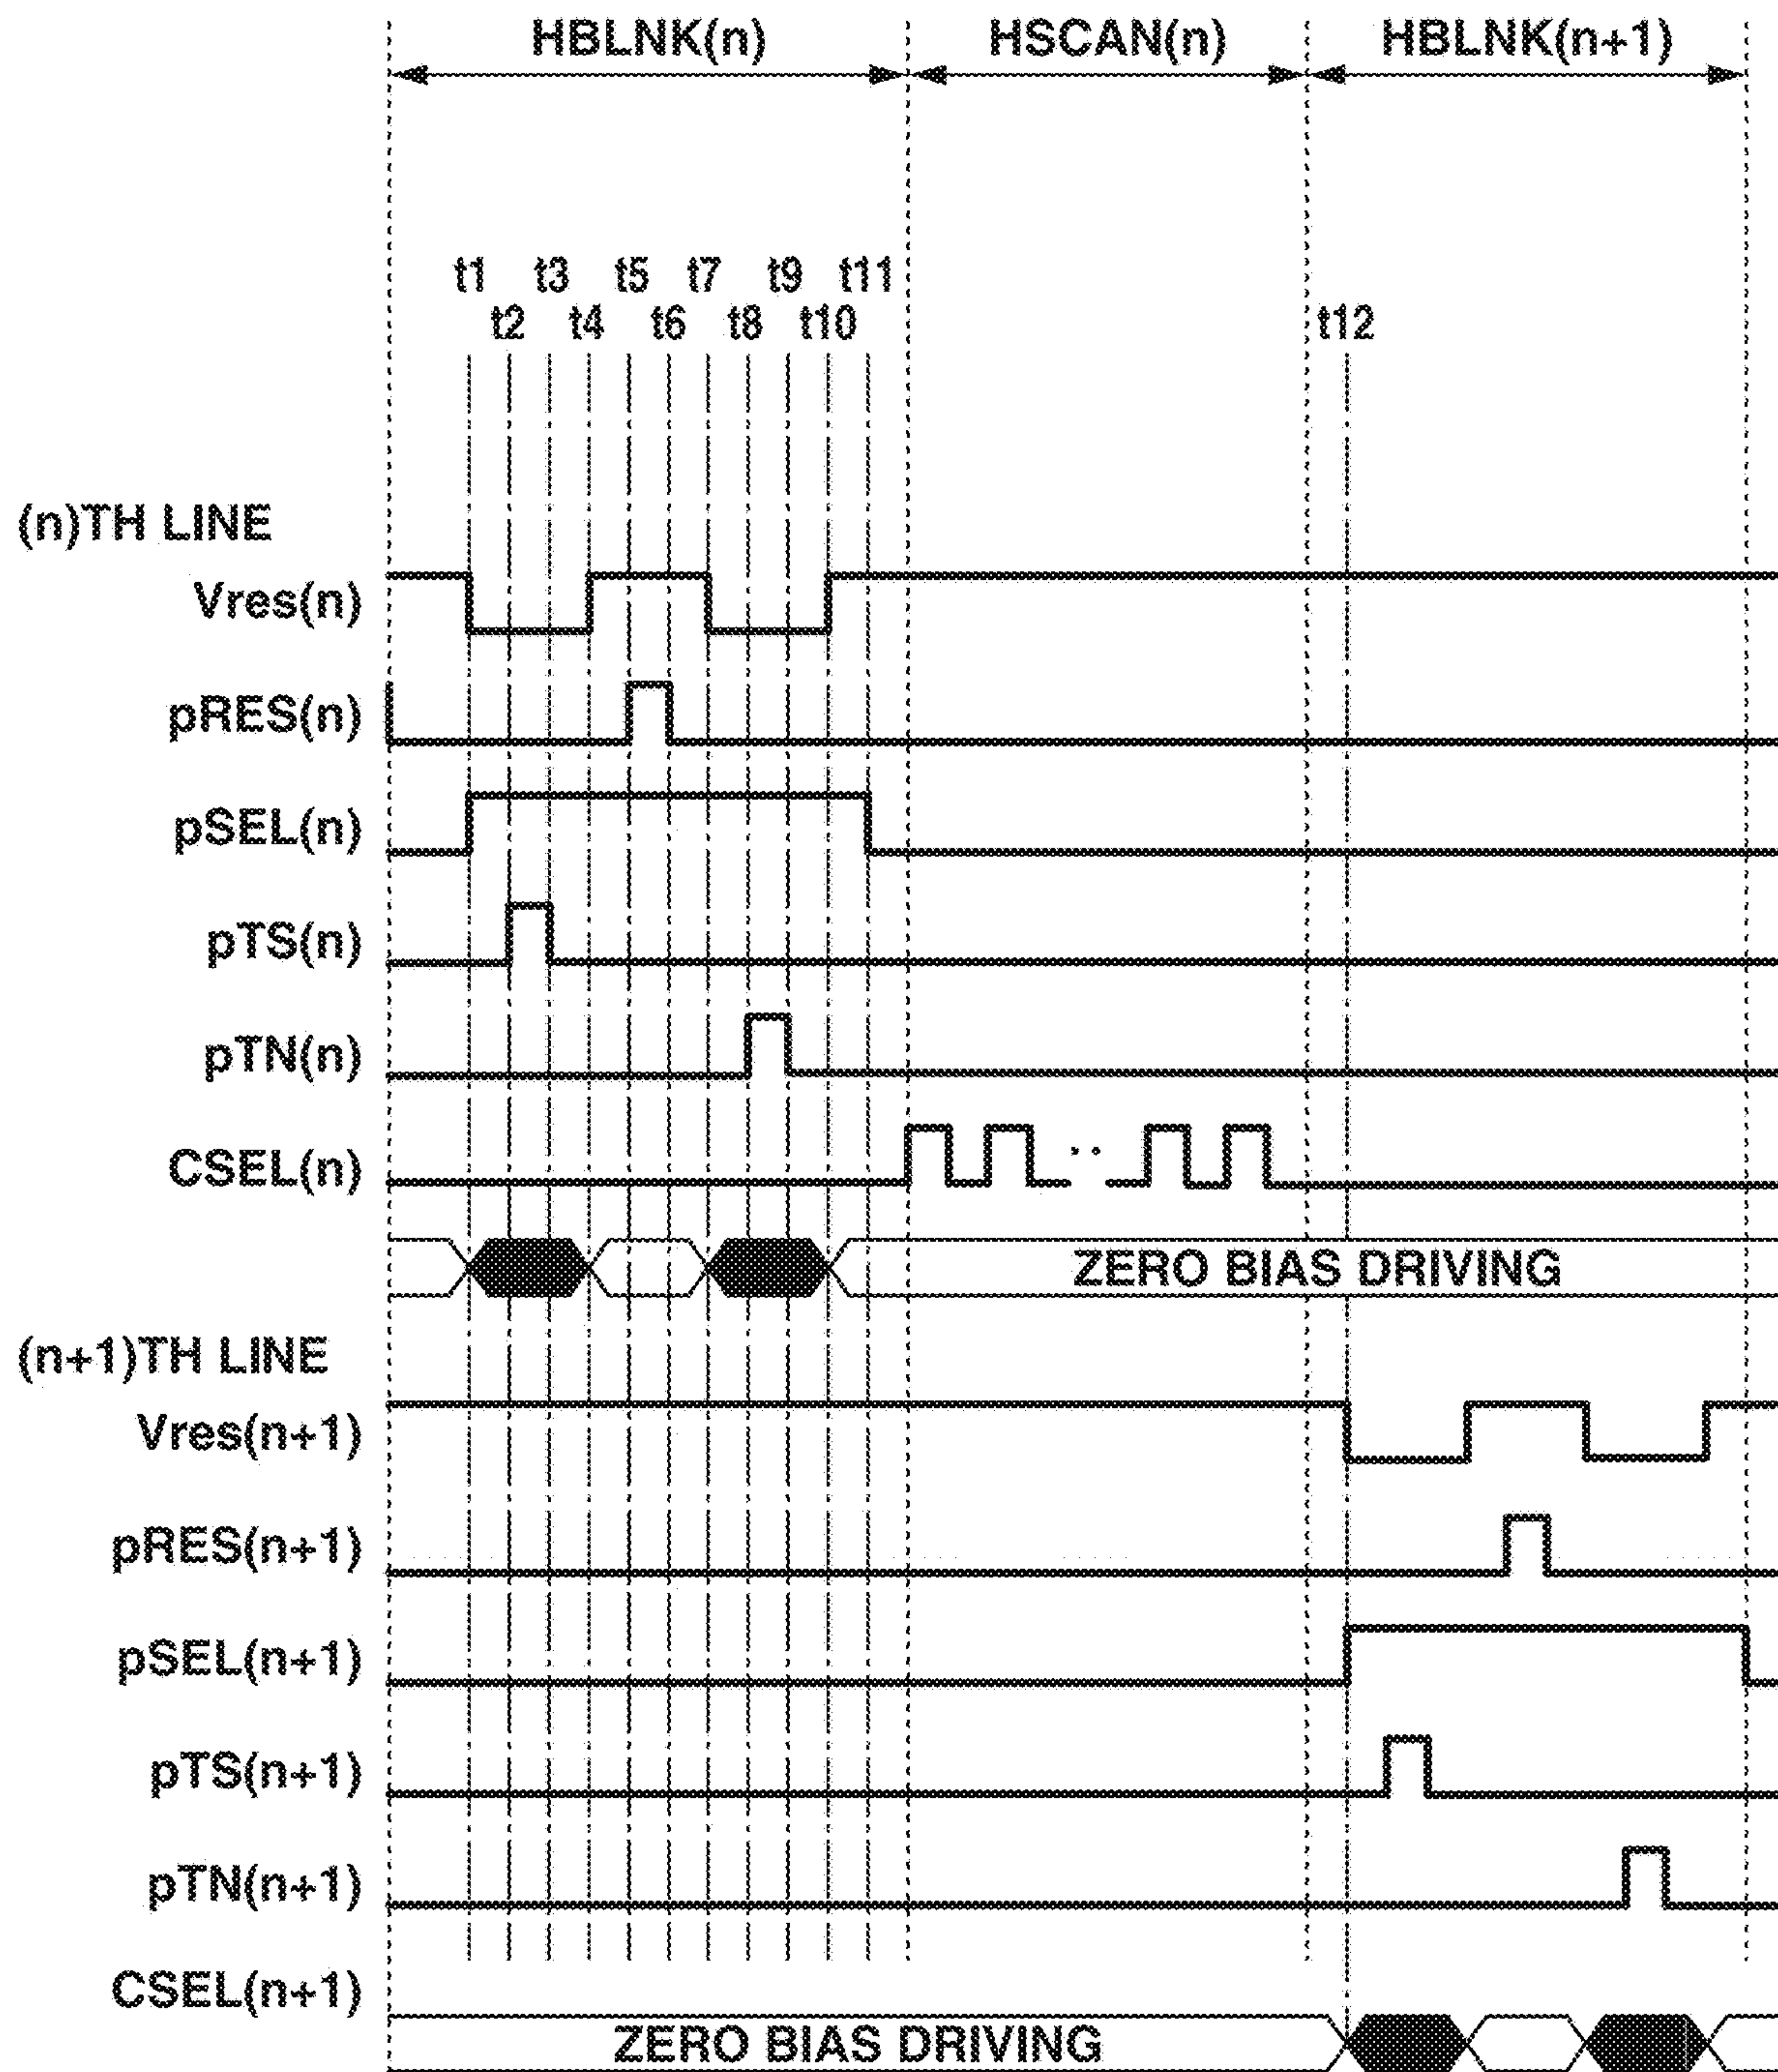 HBLNK(n) HSCAN(n) HBLNK(n+1)
t1 t3 t5 t7 t9 t11
t2 t4 t6 t8 t10 t12
(n)TH LINE
Vres(n)
pRES(n)
pSEL(n)
pTS(n)
pTN(n)
CSEL(n)
ZERO BIAS DRIVING
(n+1)TH LINE
Vres(n+1)
pRES(n+1)
pSEL(n+1)
pTS(n+1)
pTN(n+1)
CSEL(n+1)
ZERO BIAS DRIVING